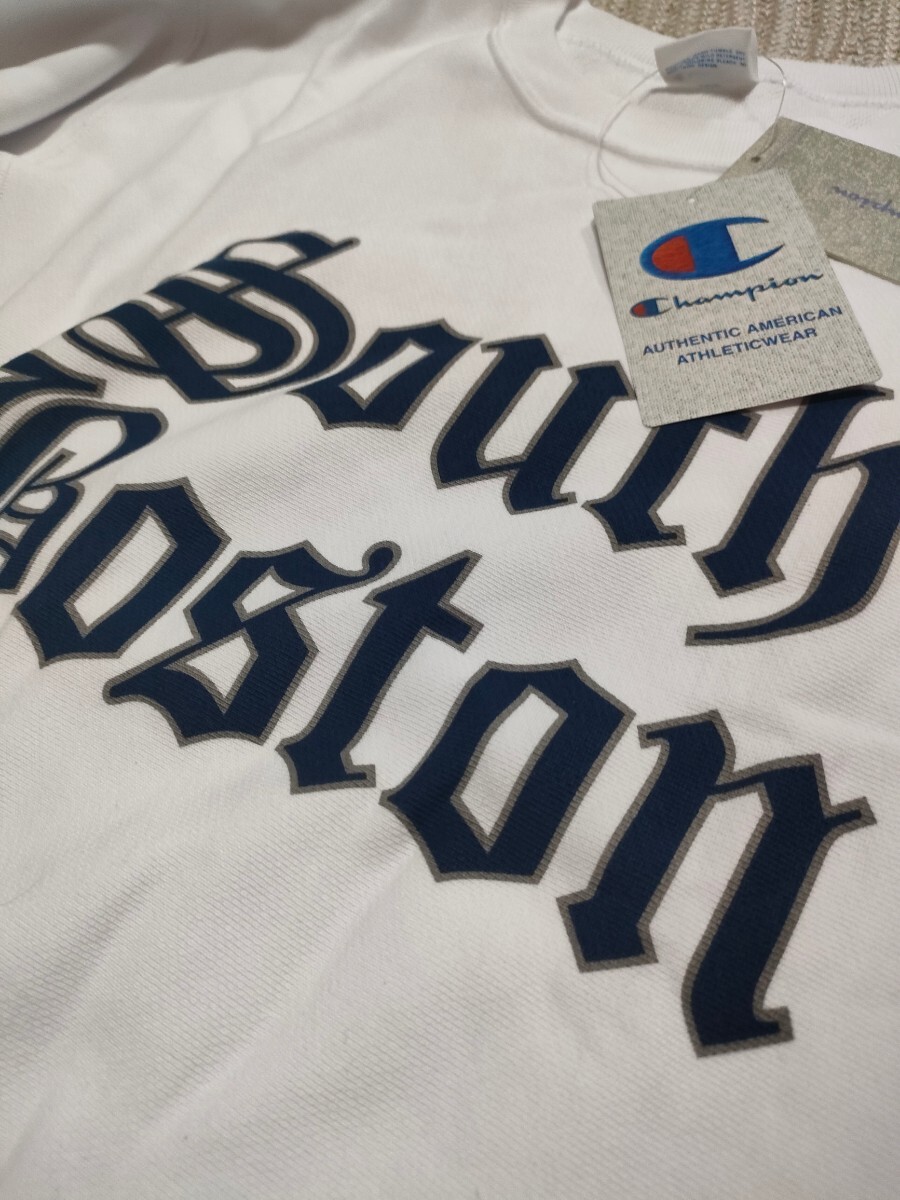 South
Boston
Champion
AUTHENTIC AMERICAN
ATHLETICWEAR